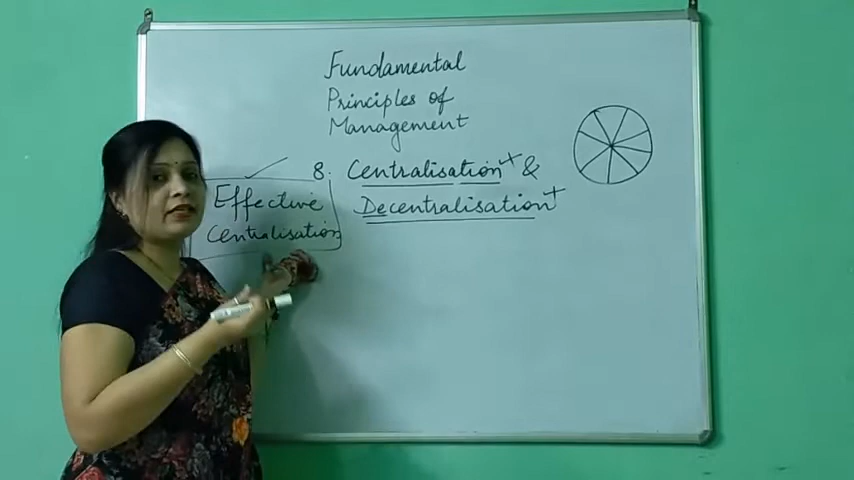 Fundamental
Principles of
Management
8. Centralisation + &
Decentralisation +
Effective
Centralisation